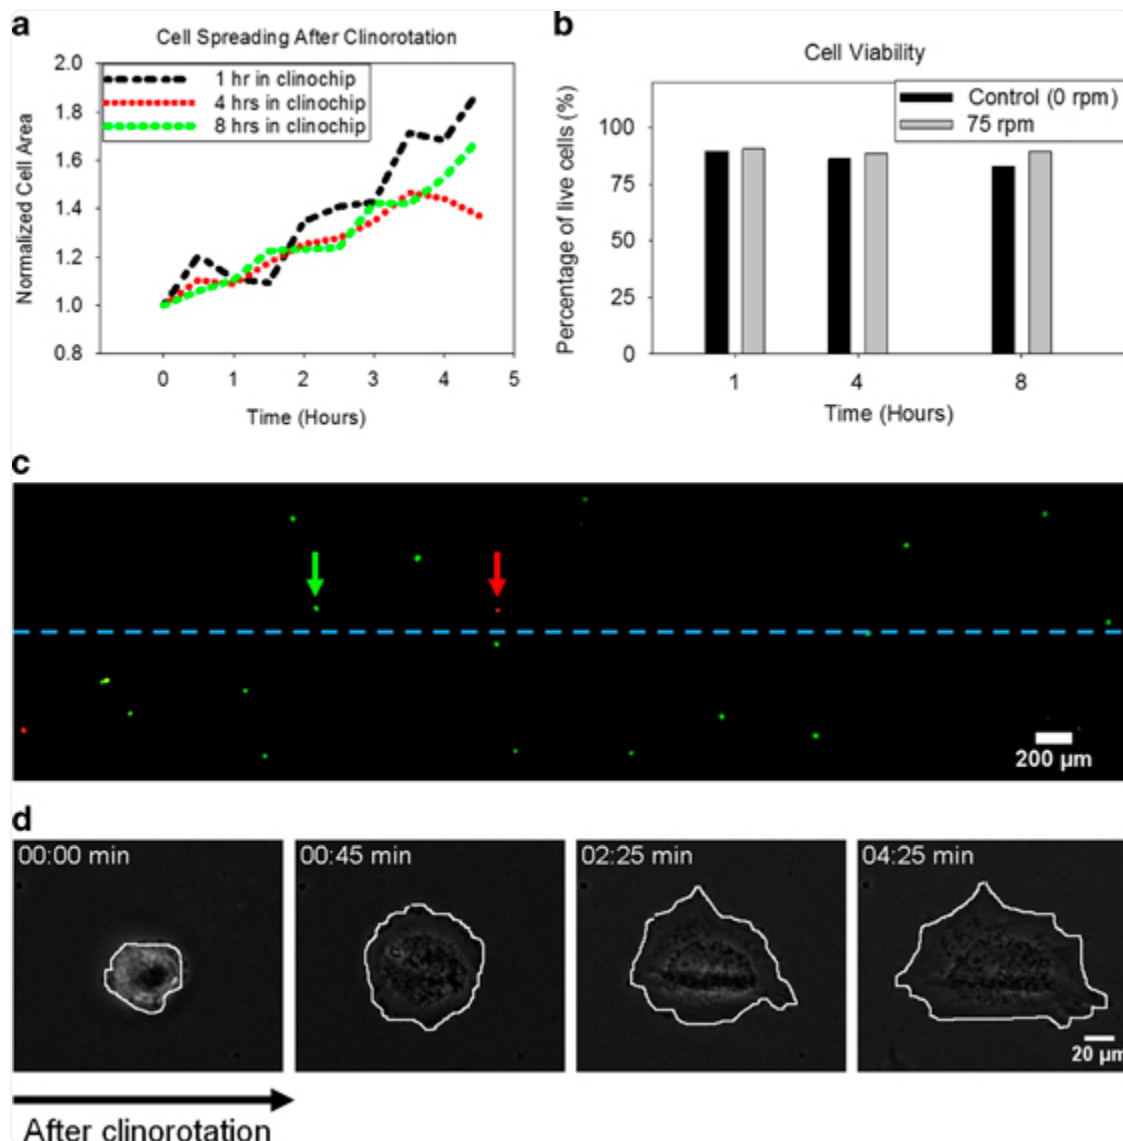 a
Cell Spreading After Clinorotation
2.0
1.8
1.6
1.4
1.2
1.0
0.8
Normalized Cell Area
1 hr in clinochip
4 hrs in clinochip
8 hrs in clinochip
0 1 2 3 4 5
Time (Hours)
b
Cell Viability
Control (0 rpm)
75 rpm
100
75
50
25
0
Percentage of live cells (%)
1 4 8
Time (Hours)
c
200 µm
d
00:00 min
00:45 min
02:25 min
04:25 min
20 µm
After clinorotation